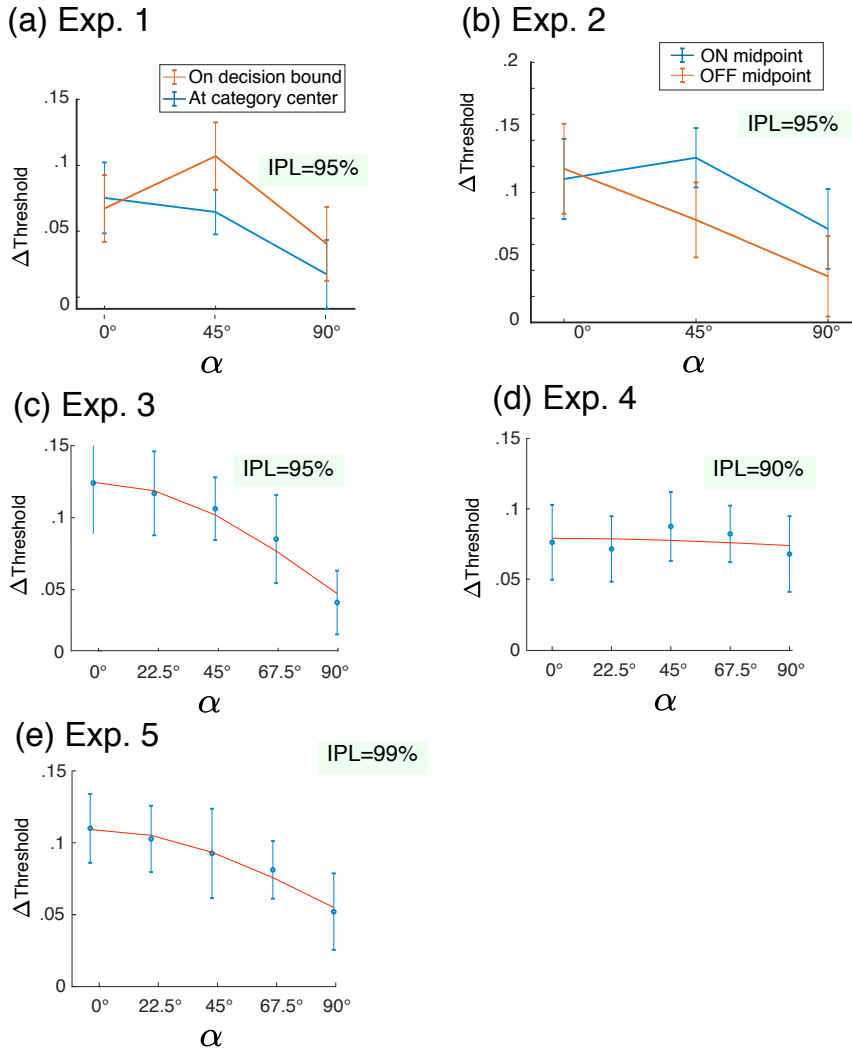 (a) Exp. 1
On decision bound
At category center
.15
.1
.05
0
ΔThreshold
IPL=95%
0°
45°
90°
α
(b) Exp. 2
ON midpoint
OFF midpoint
.2
.15
.1
.05
0
ΔThreshold
IPL=95%
0°
45°
90°
α
(c) Exp. 3
.15
.1
.05
0
ΔThreshold
IPL=95%
0°
22.5°
45°
67.5°
90°
α
(d) Exp. 4
.15
.1
.05
0
ΔThreshold
IPL=90%
0°
22.5°
45°
67.5°
90°
α
(e) Exp. 5
.15
.1
.05
0
ΔThreshold
IPL=99%
0°
22.5°
45°
67.5°
90°
α